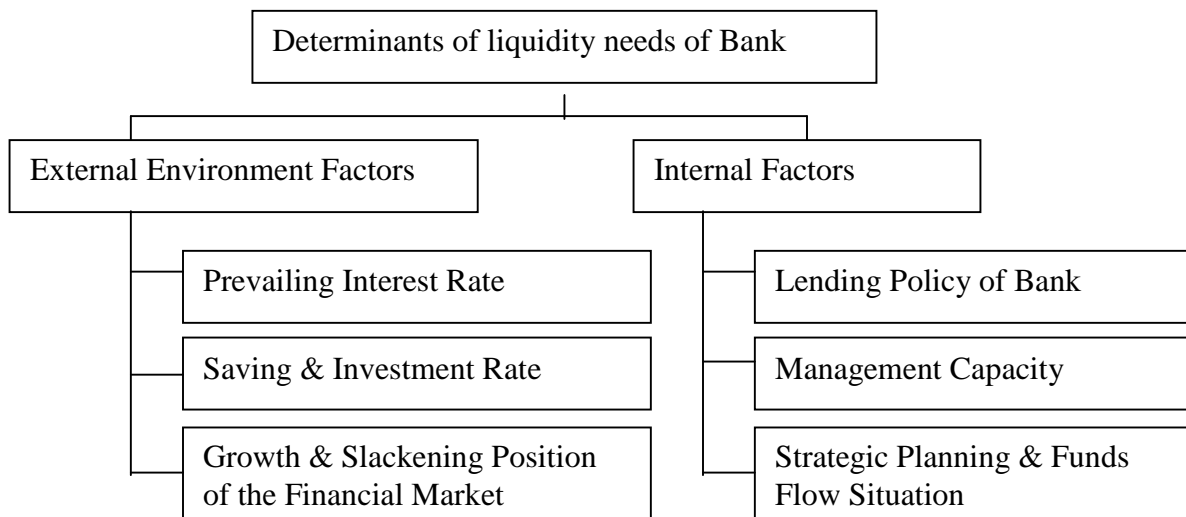 Determinants of liquidity needs of Bank
External Environment Factors
Internal Factors
Prevailing Interest Rate
Lending Policy of Bank
Saving & Investment Rate
Management Capacity
Growth & Slackening Position
of the Financial Market
Strategic Planning & Funds
Flow Situation